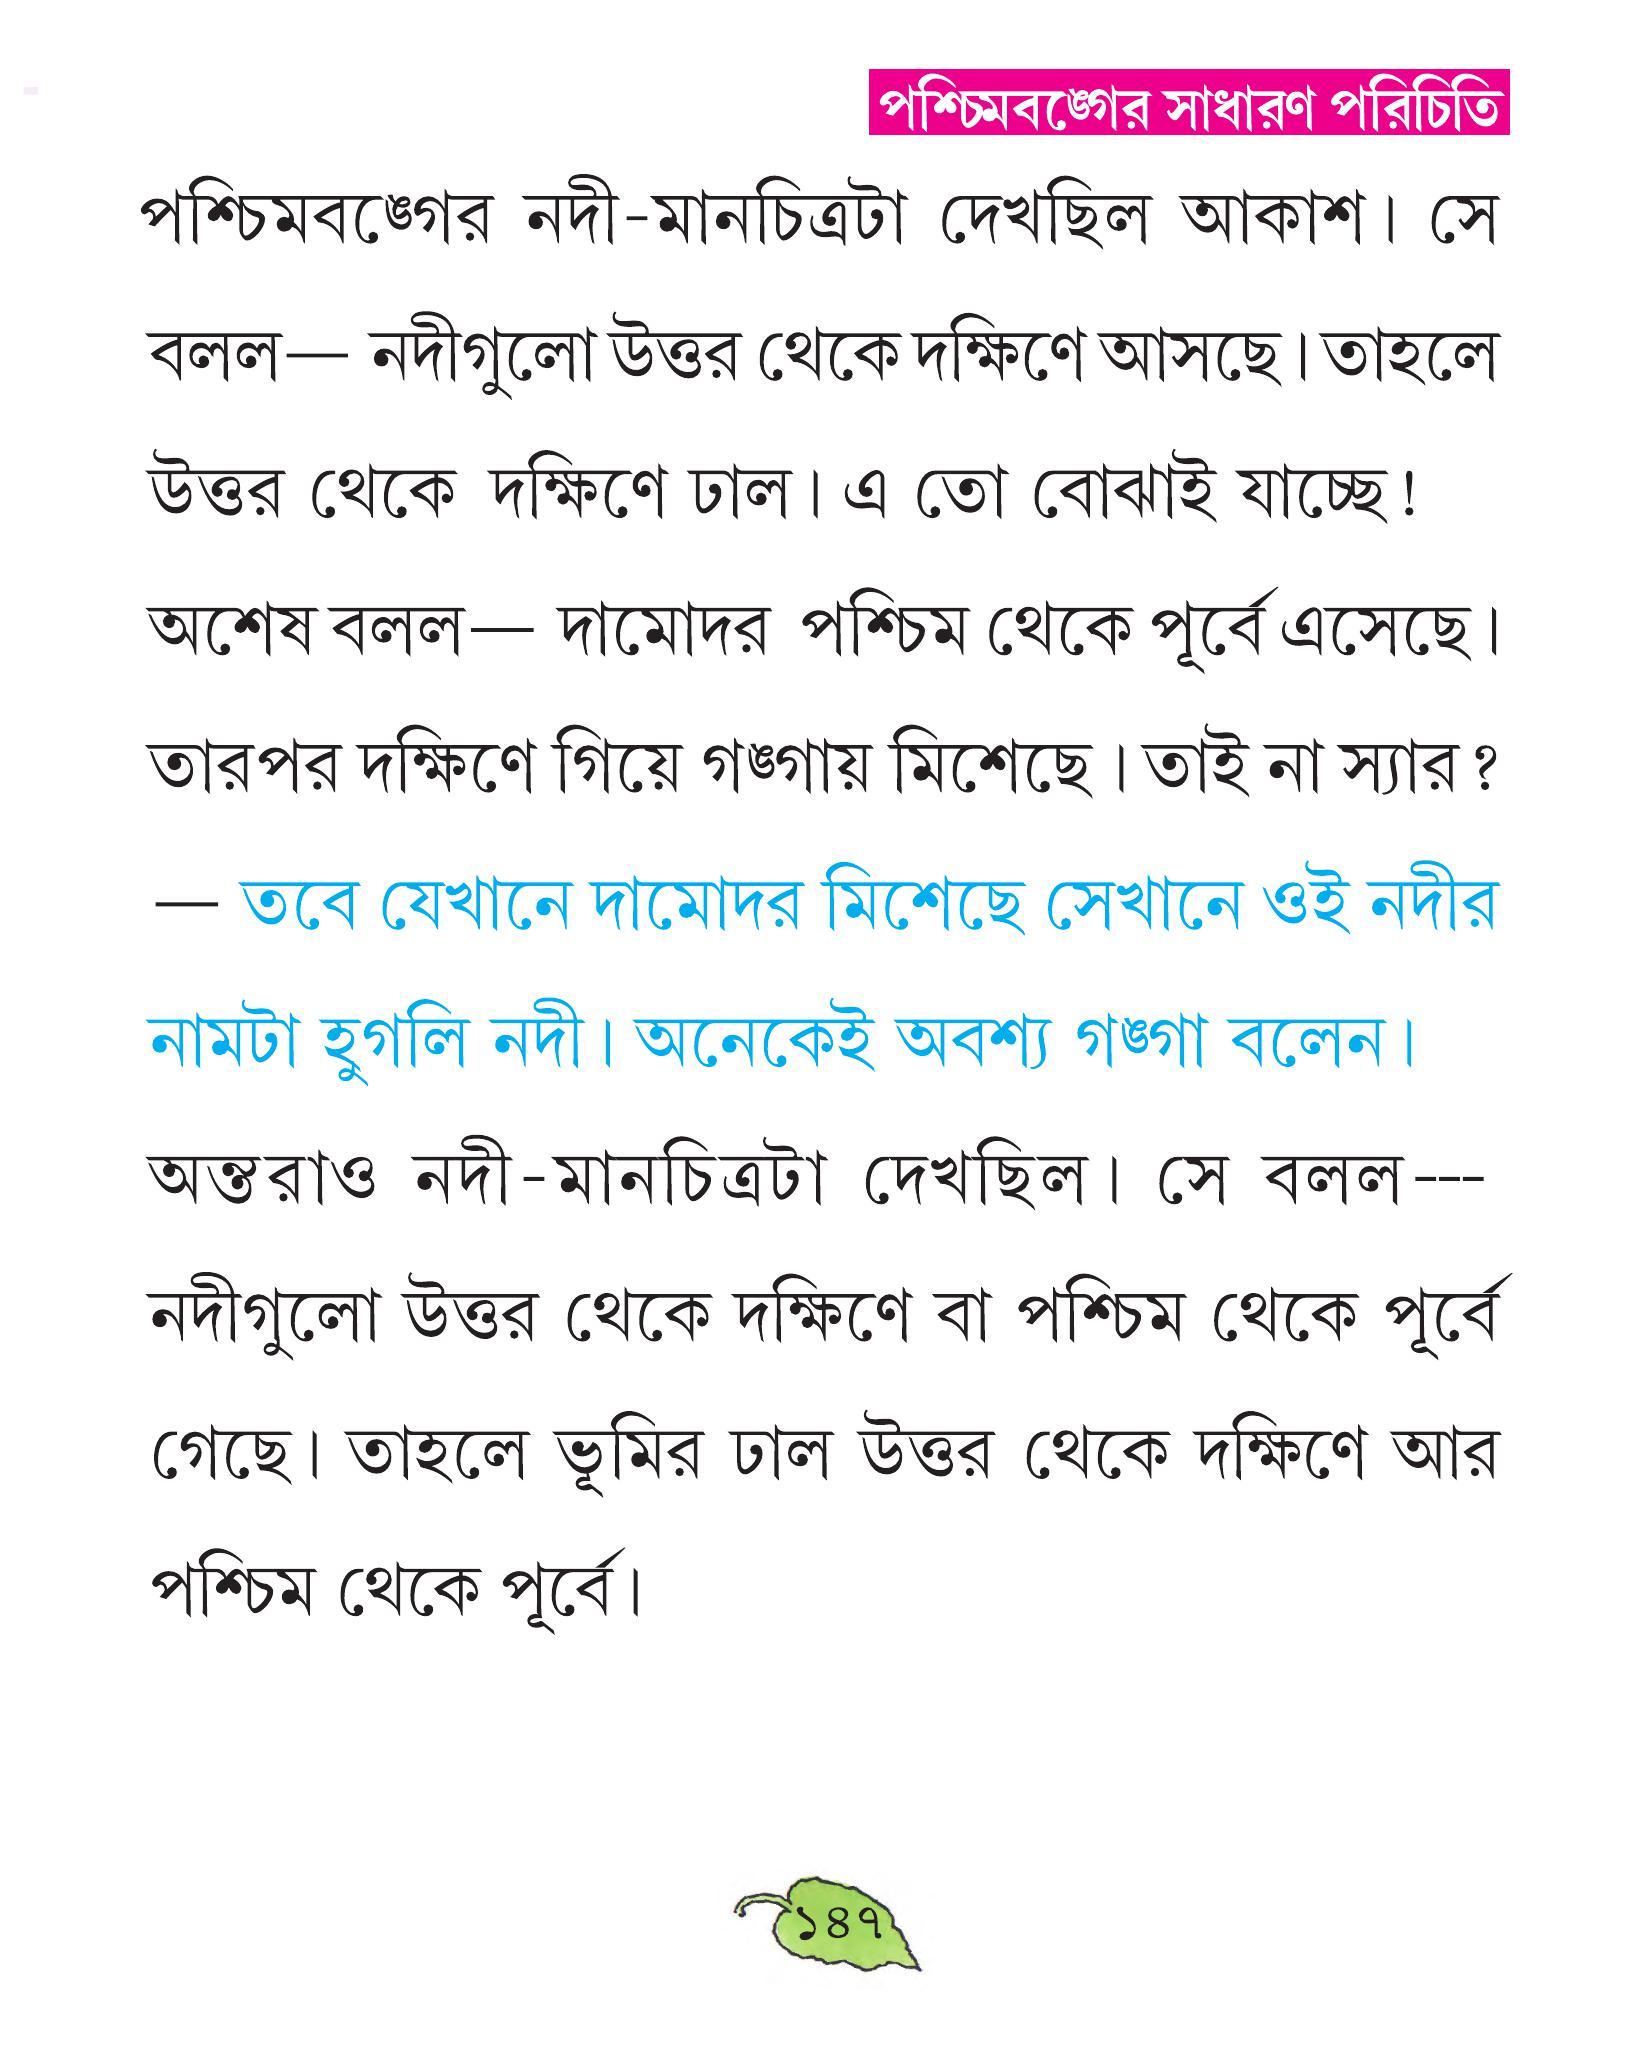 পশ্চিমবঙ্গের সাধারণ পরিচিতি
পশ্চিমবঙ্গের নদী-মানচিত্রটা দেখছিল আকাশ। সে
বলল— নদীগুলো উত্তর থেকে দক্ষিণে আসছে। তাহলে
উত্তর থেকে দক্ষিণে ঢাল। এ তো বোঝাই যাচ্ছে!
অশেষ বলল— দামোদর পশ্চিম থেকে পূর্বে এসেছে।
তারপর দক্ষিণে গিয়ে গঙ্গায় মিশেছে। তাই না স্যার?
— তবে যেখানে দামোদর মিশেছে সেখানে ওই নদীর
নামটা হুগলি নদী। অনেকেই অবশ্য গঙ্গা বলেন।
অন্তরাও নদী-মানচিত্রটা দেখছিল। সে বলল---
নদীগুলো উত্তর থেকে দক্ষিণে বা পশ্চিম থেকে পূর্বে
গেছে। তাহলে ভূমির ঢাল উত্তর থেকে দক্ষিণে আর
পশ্চিম থেকে পূর্বে।
১৪৭